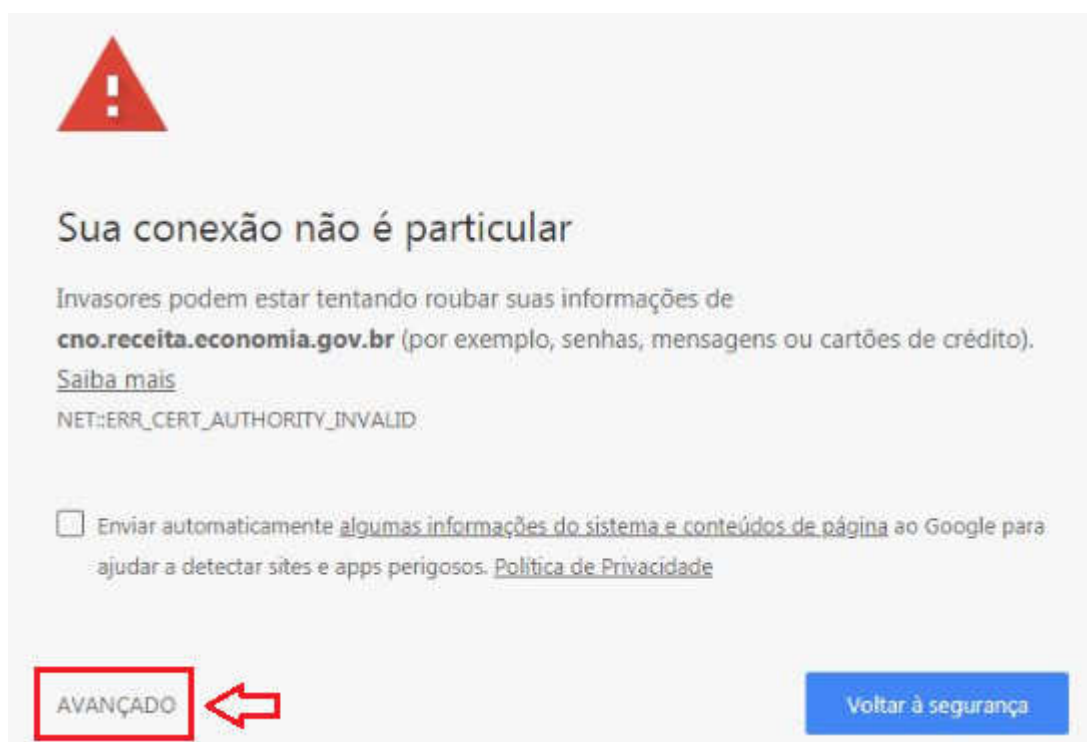 Sua conexão não é particular
Invasores podem estar tentando roubar suas informações de
cno.receita.economia.gov.br (por exemplo, senhas, mensagens ou cartões de crédito).
Saiba mais
NET::ERR_CERT_AUTHORITY_INVALID
Enviar automaticamente algumas informações do sistema e conteúdos de página ao Google para
ajudar a detectar sites e apps perigosos. Política de Privacidade
AVANÇADO
Voltar à segurança